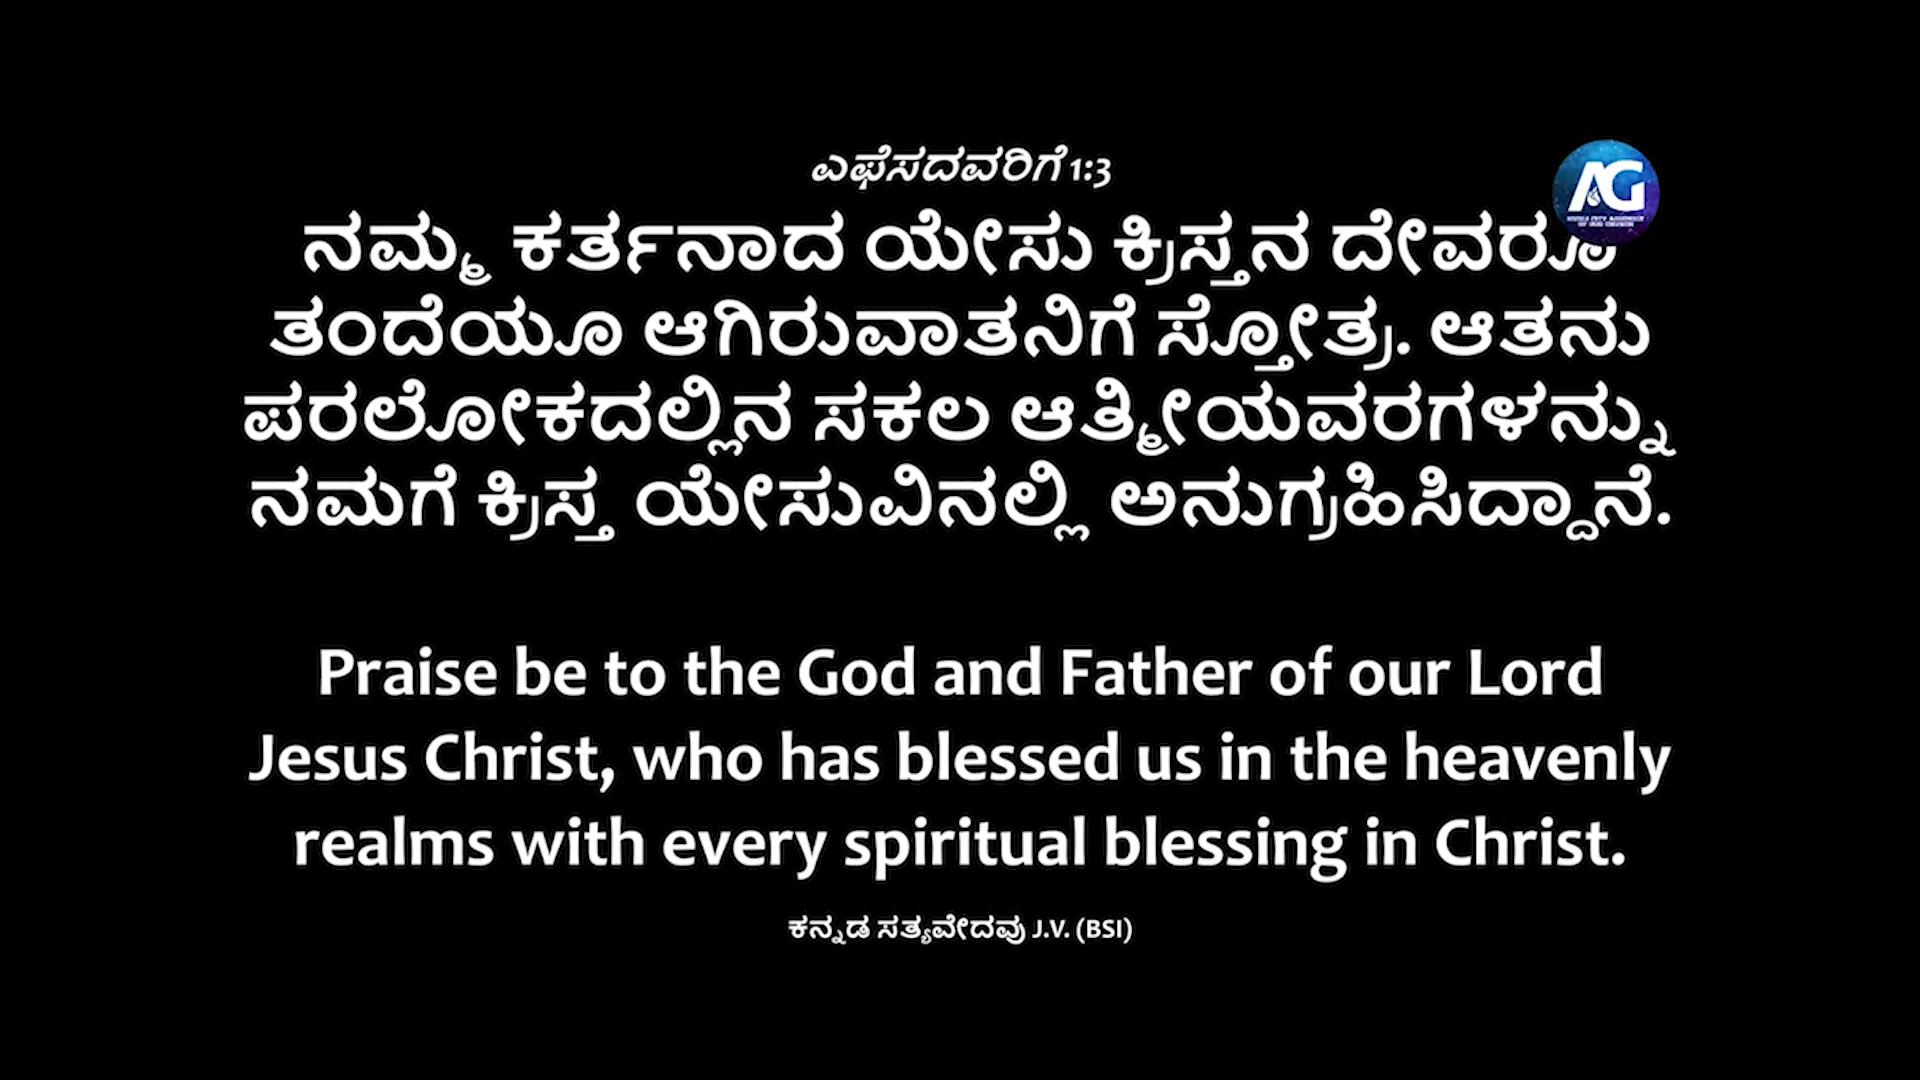 ಎಫೆಸದವರಿಗೆ 1:3
AG
ನಮ್ಮ ಕರ್ತನಾದ ಯೇಸು ಕ್ರಿಸ್ತನ ದೇವರೂ
ತಂದೆಯೂ ಆಗಿರುವಾತನಿಗೆ ಸ್ತೋತ್ರ. ಆತನು
ಪರಲೋಕದಲ್ಲಿನ ಸಕಲ ಆತ್ಮೀಯವರಗಳನ್ನು
ನಮಗೆ ಕ್ರಿಸ್ತ ಯೇಸುವಿನಲ್ಲಿ ಅನುಗ್ರಹಿಸಿದ್ದಾನೆ.
Praise be to the God and Father of our Lord
Jesus Christ, who has blessed us in the heavenly
realms with every spiritual blessing in Christ.
ಕನ್ನಡ ಸತ್ಯವೇದವು J.V. (BSI)